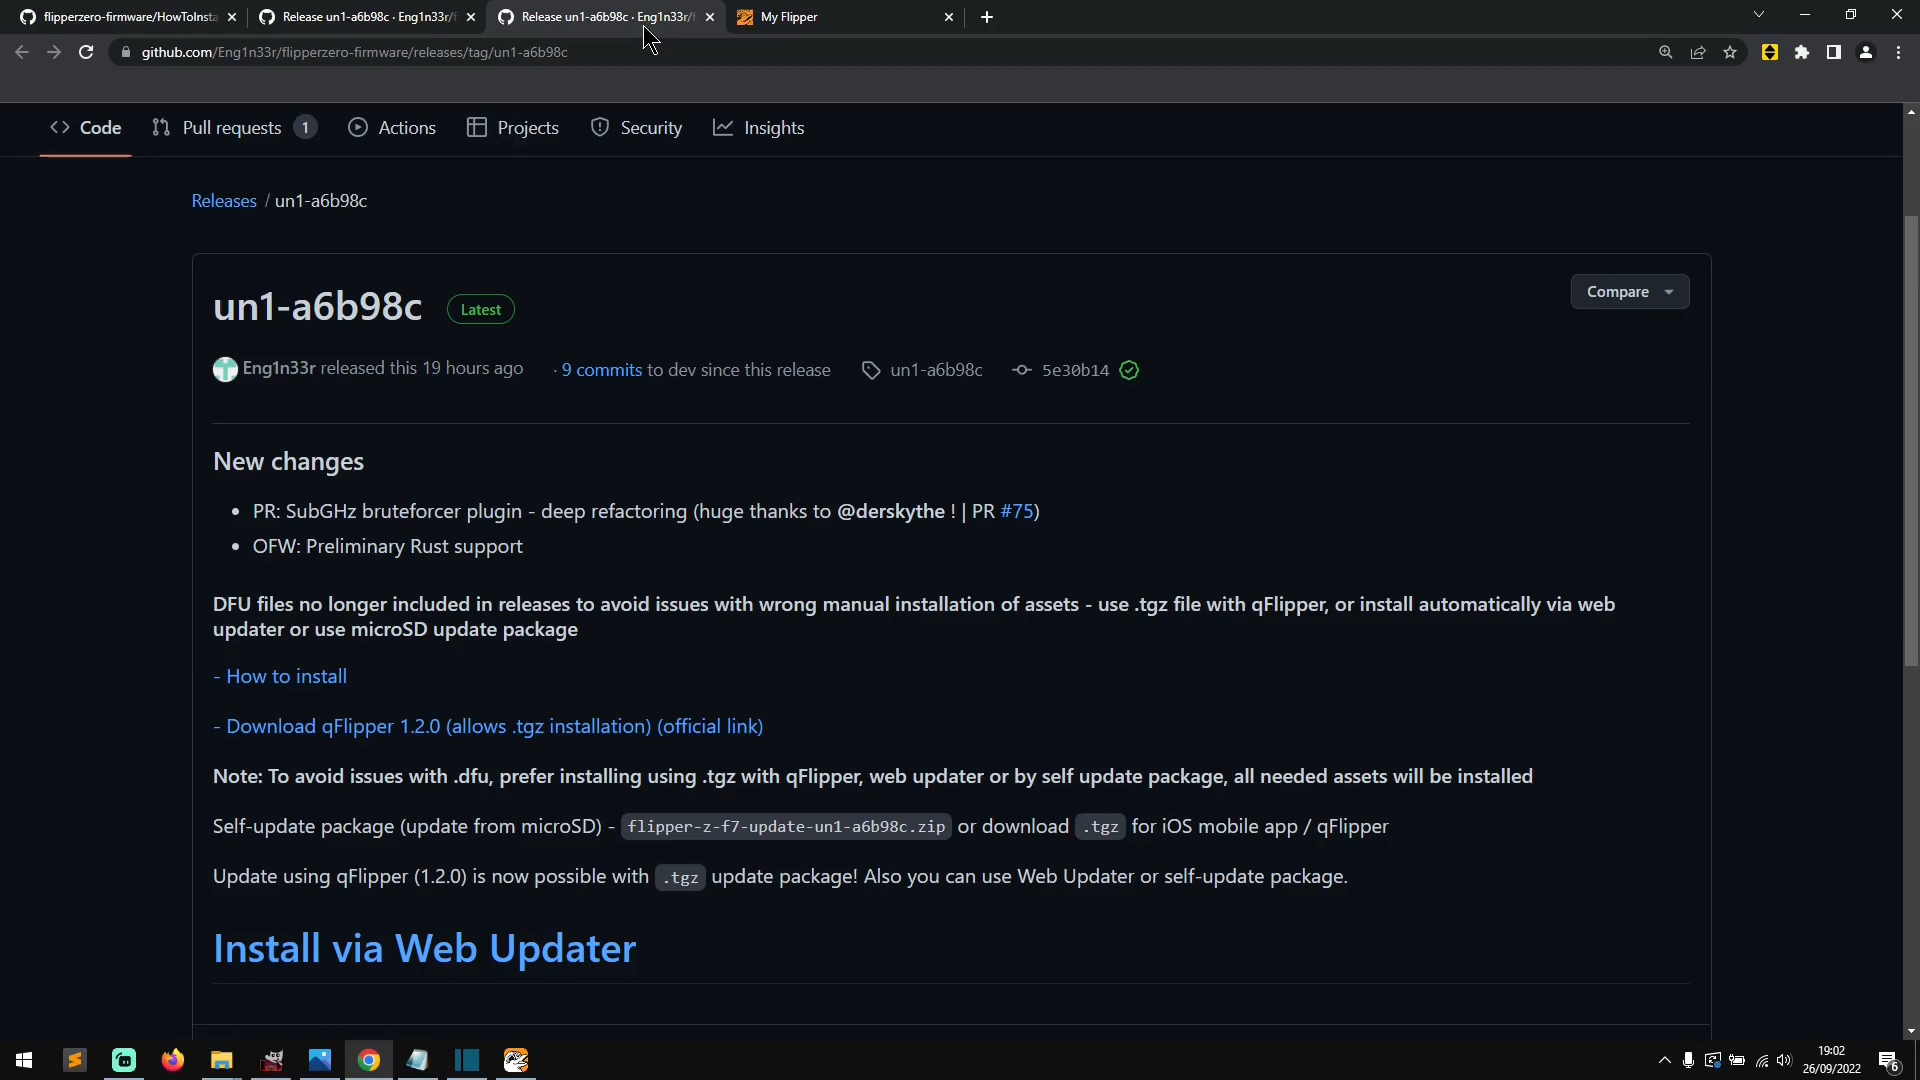 flipperzero-firmware/HowToInsta
Release un1-a6b98c · Eng1n33r/f
Release un1-a6b98c · Eng1n33r/f
My Flipper
github.com/Eng1n33r/flipperzero-firmware/releases/tag/un1-a6b98c
Code
Pull requests 1
Actions
Projects
Security
Insights
Releases / un1-a6b98c
un1-a6b98c
Latest
Compare
Eng1n33r released this 19 hours ago
· 9 commits to dev since this release
un1-a6b98c
5e30b14
New changes
• PR: SubGHz bruteforcer plugin - deep refactoring (huge thanks to @derskythe ! | PR #75)
• OFW: Preliminary Rust support
DFU files no longer included in releases to avoid issues with wrong manual installation of assets - use .tgz file with qFlipper, or install automatically via web
updater or use microSD update package
- How to install
- Download qFlipper 1.2.0 (allows .tgz installation) (official link)
Note: To avoid issues with .dfu, prefer installing using .tgz with qFlipper, web updater or by self update package, all needed assets will be installed
Self-update package (update from microSD) - flipper-z-f7-update-un1-a6b98c.zip or download .tgz for iOS mobile app / qFlipper
Update using qFlipper (1.2.0) is now possible with .tgz update package! Also you can use Web Updater or self-update package.
Install via Web Updater
19:02
26/09/2022
6